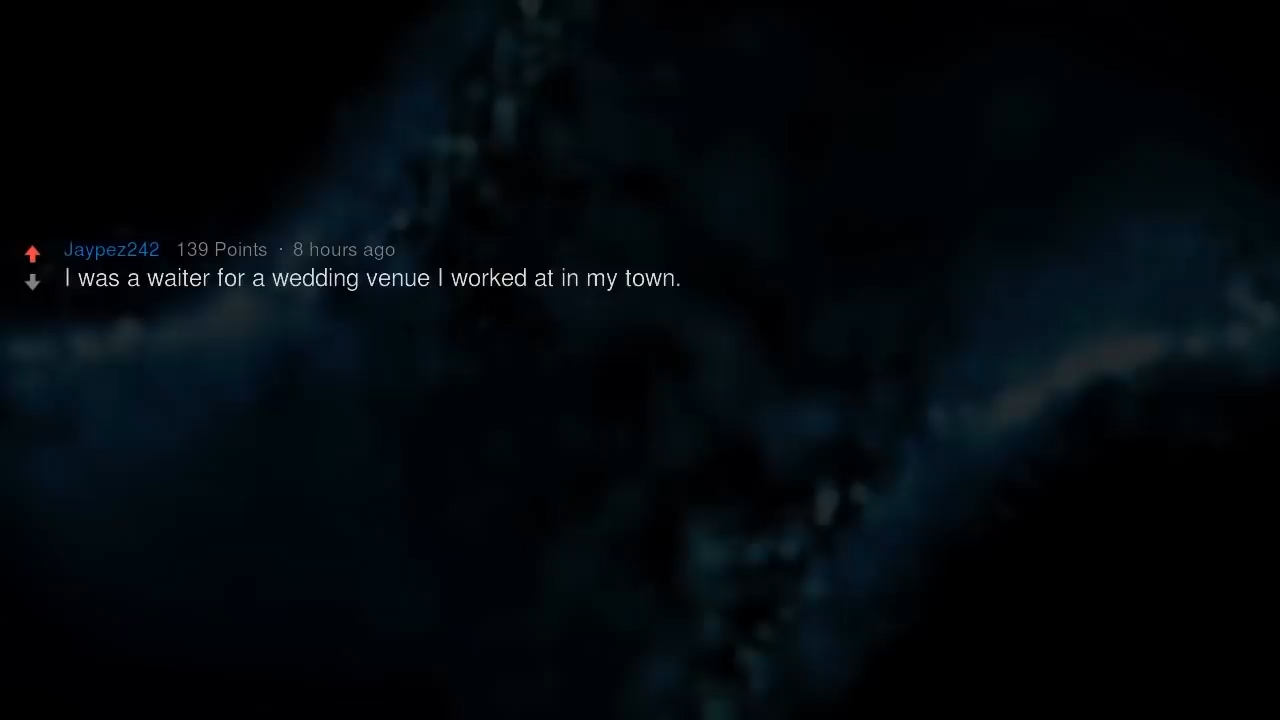 Jaypez242 139 Points · 8 hours ago
I was a waiter for a wedding venue I worked at in my town.